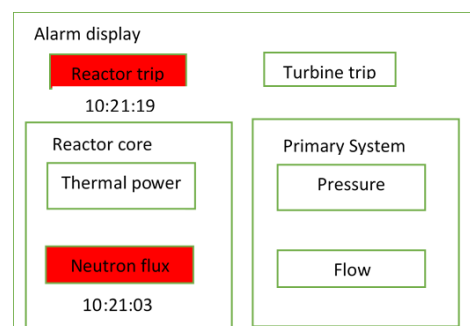 Alarm display
Reactor trip
Turbine trip
10:21:19
Reactor core
Primary System
Thermal power
Pressure
Neutron flux
Flow
10:21:03